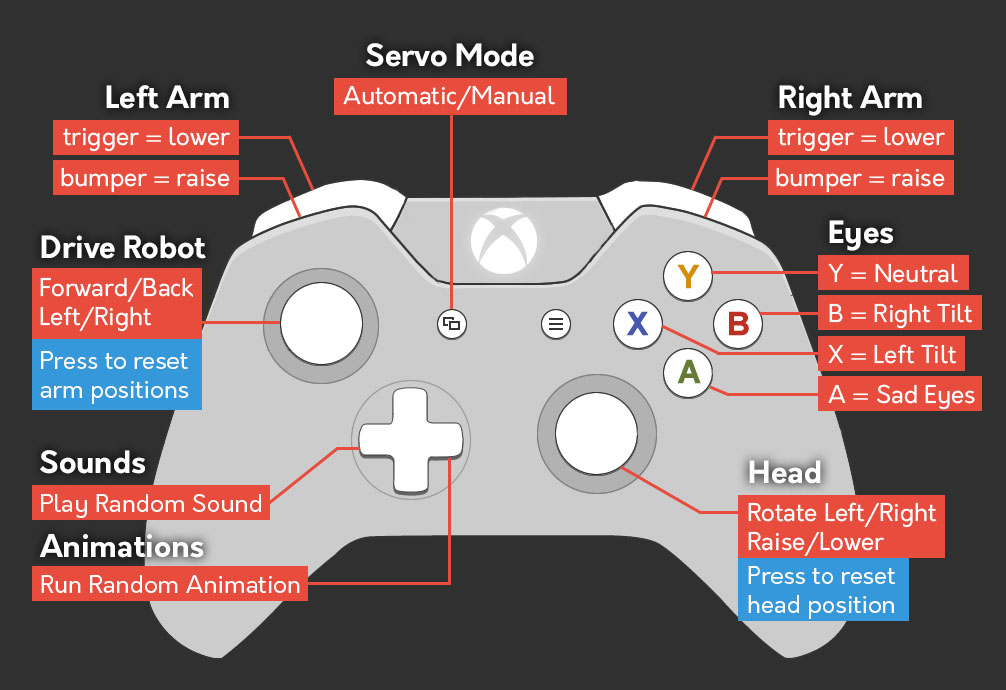 Servo Mode
Automatic/Manual
Left Arm
trigger = lower
bumper = raise
Right Arm
trigger = lower
bumper = raise
Drive Robot
Forward/Back
Left/Right
Press to reset
arm positions
Eyes
Y = Neutral
B = Right Tilt
X = Left Tilt
A = Sad Eyes
Y
X
B
A
Sounds
Play Random Sound
Animations
Run Random Animation
Head
Rotate Left/Right
Raise/Lower
Press to reset
head position